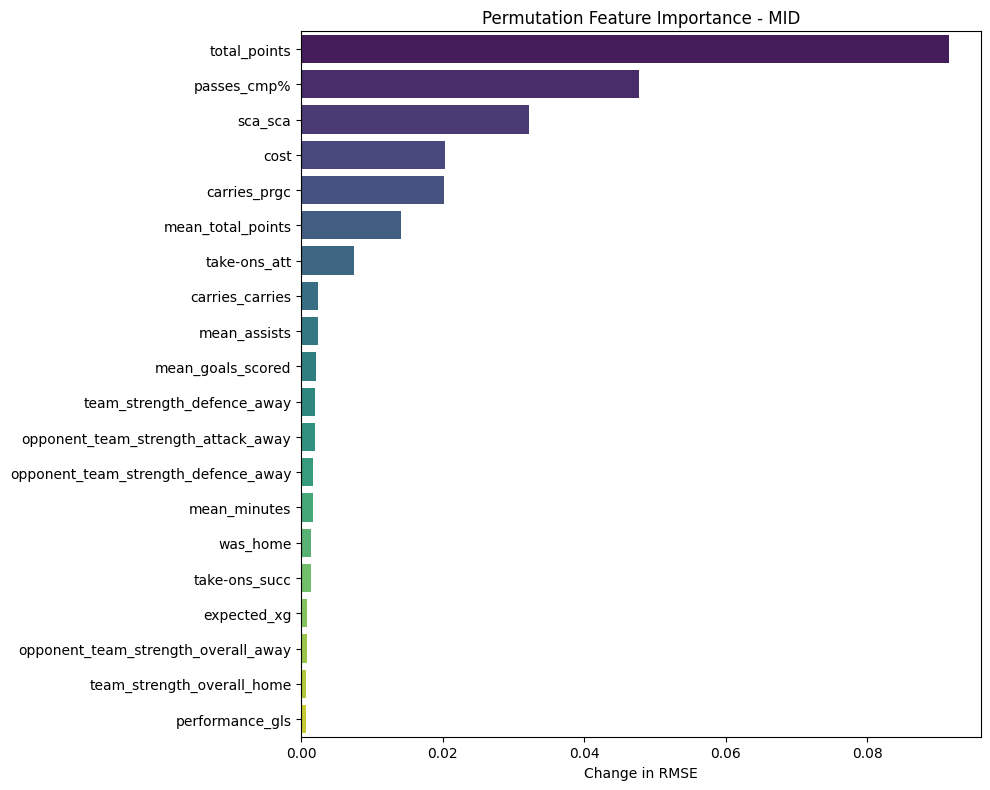 Permutation Feature Importance - MID
total_points
passes_cmp%
sca_sca
cost
carries_prgc
mean_total_points
take-ons_att
carries_carries
mean_assists
mean_goals_scored
team_strength_defence_away
opponent_team_strength_attack_away
opponent_team_strength_defence_away
mean_minutes
was_home
take-ons_succ
expected_xg
opponent_team_strength_overall_away
team_strength_overall_home
performance_gls
0.00 0.02 0.04 0.06 0.08
Change in RMSE